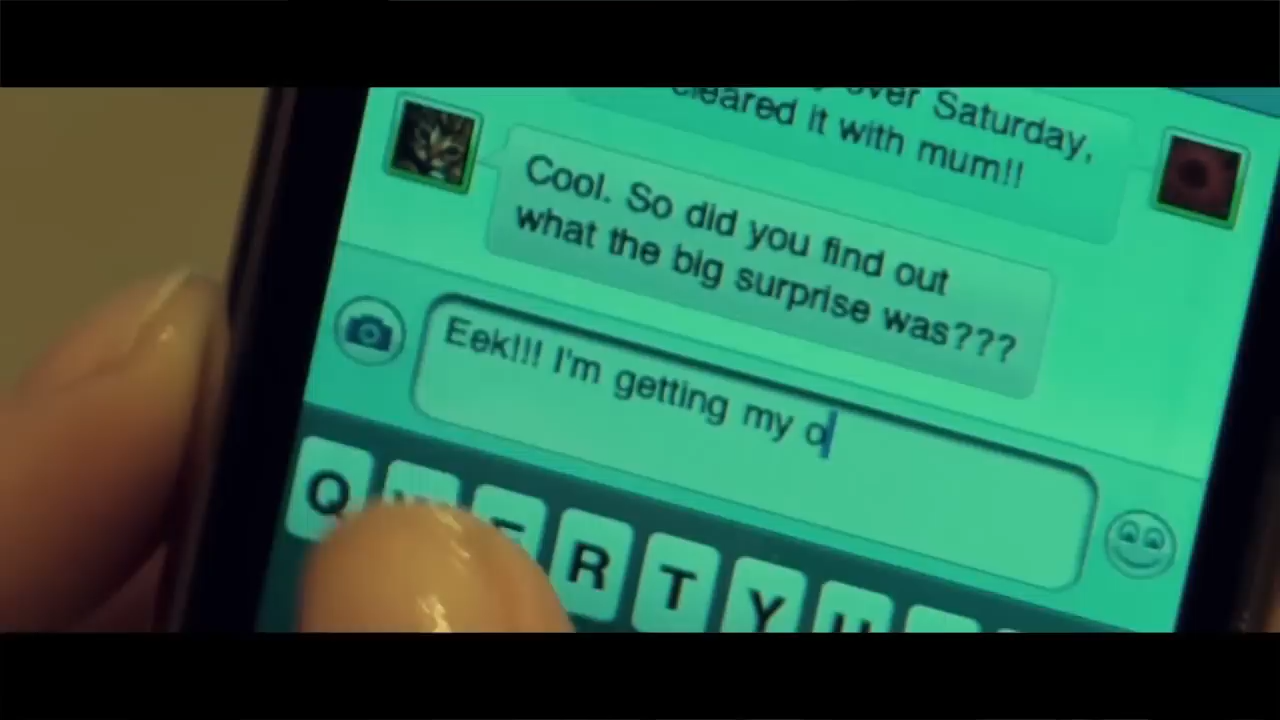 over Saturday,
cleared it with mum!!
Cool. So did you find out
what the big surprise was???
Eek!!! I'm getting my o
Q R T Y